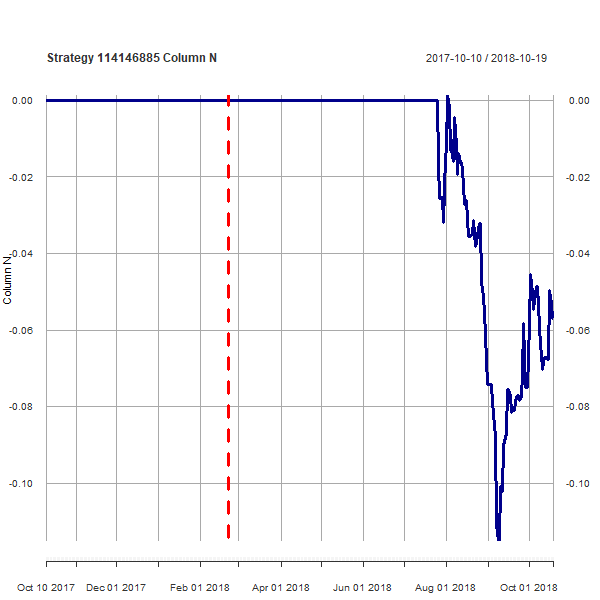 Strategy 114146885 Column N
2017-10-10 / 2018-10-19
0.00 0.00
-0.02 -0.02
-0.04 -0.04
Column N
-0.06 -0.06
-0.08 -0.08
-0.10 -0.10
Oct 10 2017 Dec 01 2017 Feb 01 2018 Apr 01 2018 Jun 01 2018 Aug 01 2018 Oct 01 2018